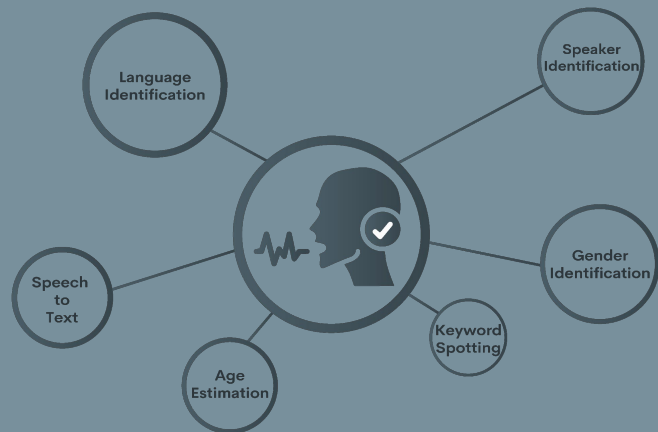 Language
Identification
Speaker
Identification
Speech
to
Text
Gender
Identification
Age
Estimation
Keyword
Spotting